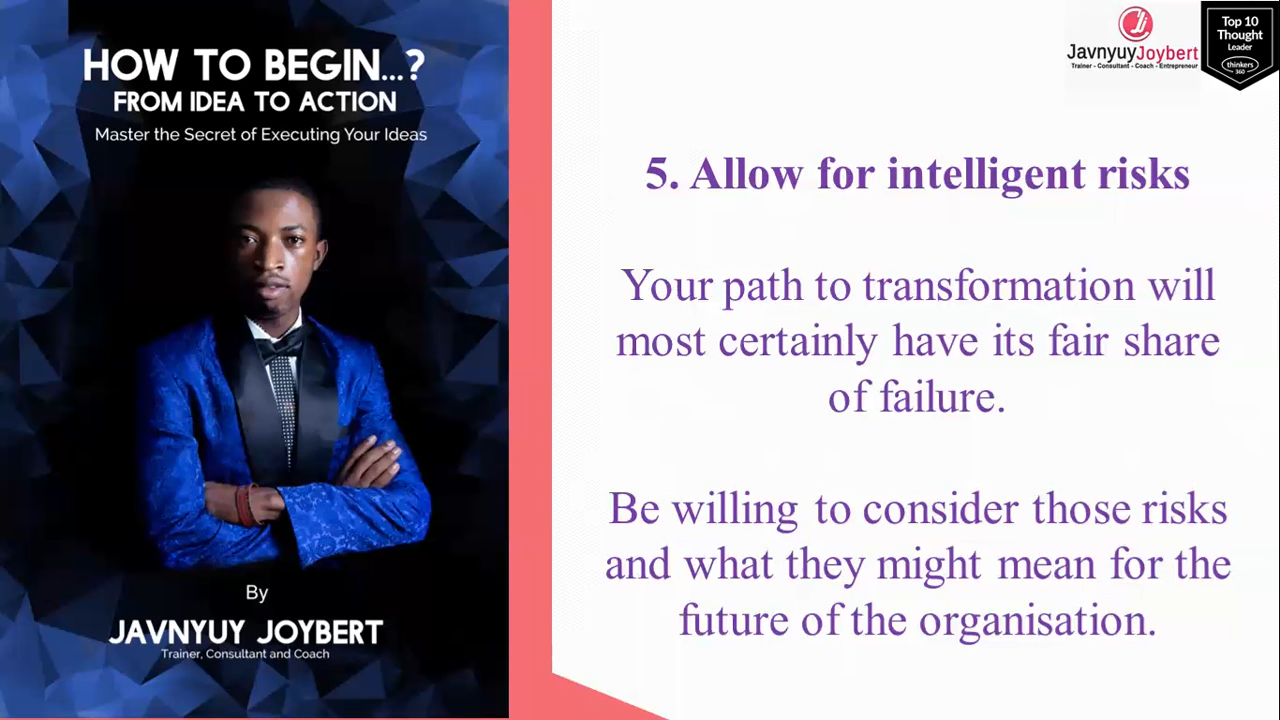 HOW TO BEGIN...?
FROM IDEA TO ACTION
Master the Secret of Executing Your Ideas
By
JAVNYUY JOYBERT
Trainer, Consultant and Coach
JavnyuyJoybert
Trainer - Consultant - Coach - Entrepreneur
Top 10
Thought
Leader
thinkers
360
5. Allow for intelligent risks
Your path to transformation will
most certainly have its fair share
of failure.
Be willing to consider those risks
and what they might mean for the
future of the organisation.